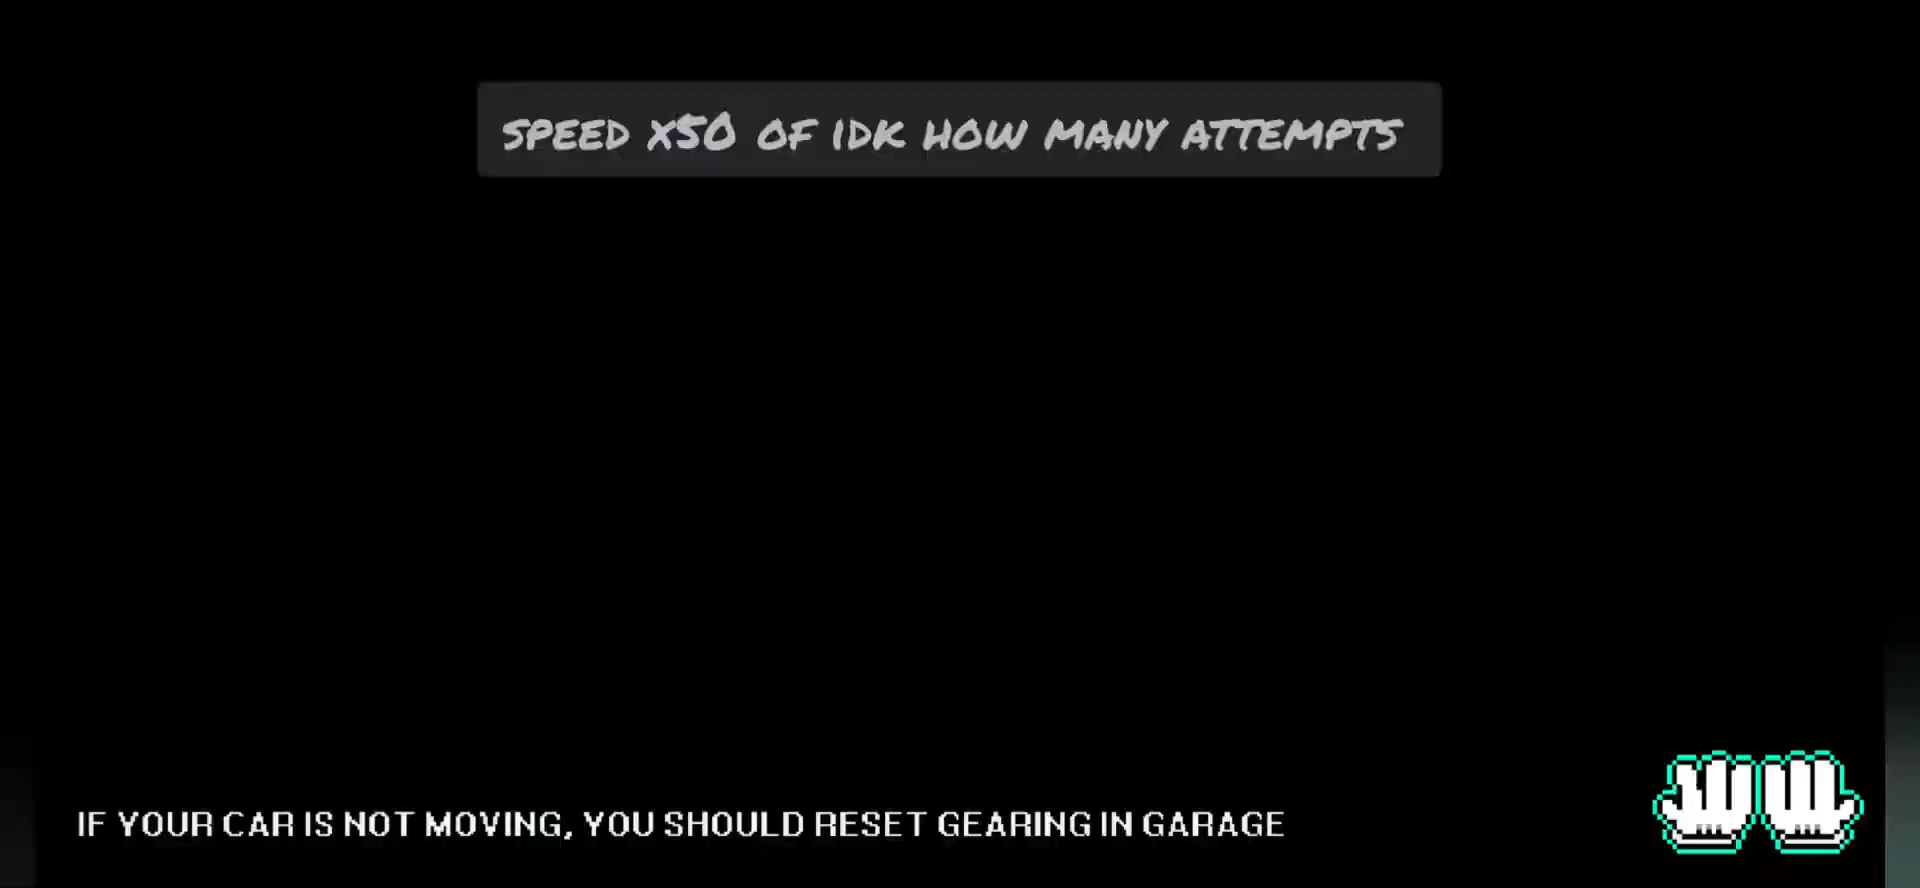 SPEED X50 OF IDK HOW MANY ATTEMPTS
IF YOUR CAR IS NOT MOVING, YOU SHOULD RESET GEARING IN GARAGE